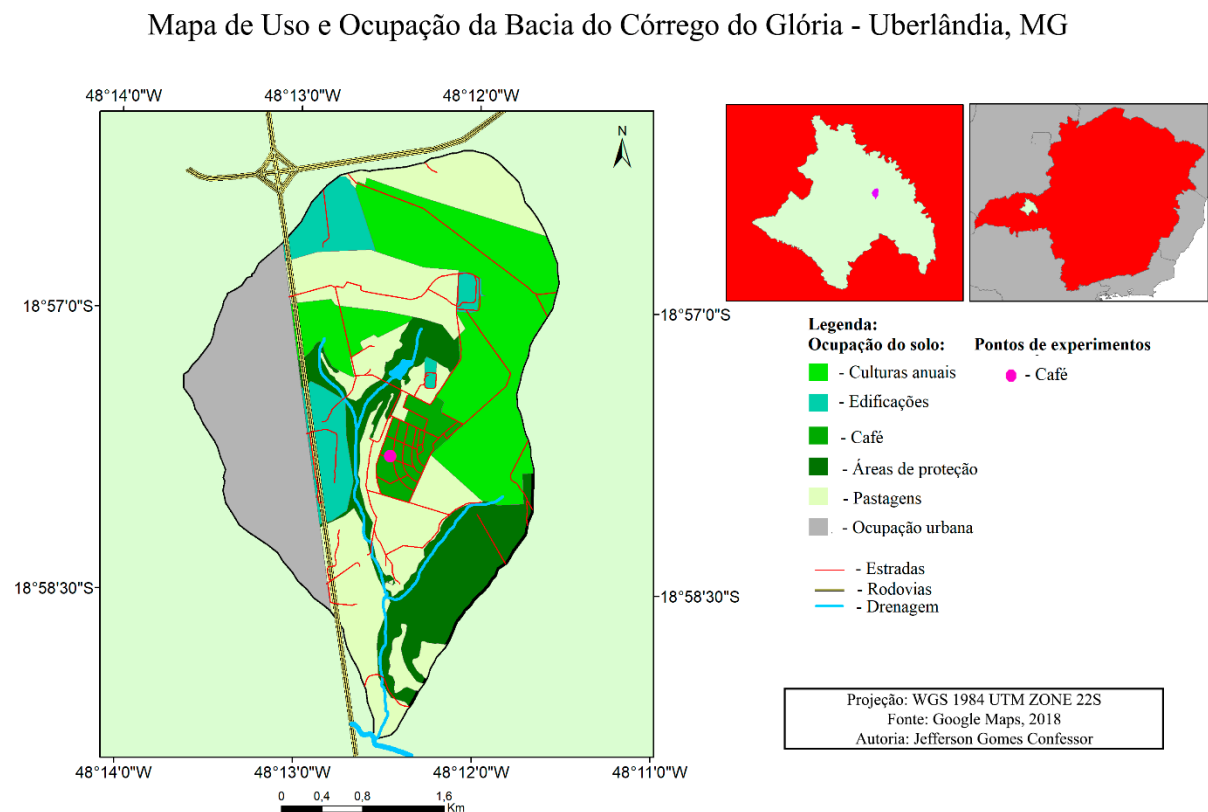 Mapa de Uso e Ocupação da Bacia do Córrego do Glória - Uberlândia, MG
48°14'0"W 48°13'0"W 48°12'0"W
N
18°57'0"S 18°57'0"S
Legenda:
Ocupação do solo: Pontos de experimentos
- Culturas anuais - Café
- Edificações
- Café
- Áreas de proteção
- Pastagens
- Ocupação urbana
- Estradas
- Rodovias
- Drenagem
18°58'30"S 18°58'30"S
Projeção: WGS 1984 UTM ZONE 22S
Fonte: Google Maps, 2018
Autoria: Jefferson Gomes Confessor
48°14'0"W 48°13'0"W 48°12'0"W 48°11'0"W
0 0,4 0,8 1,6
Km